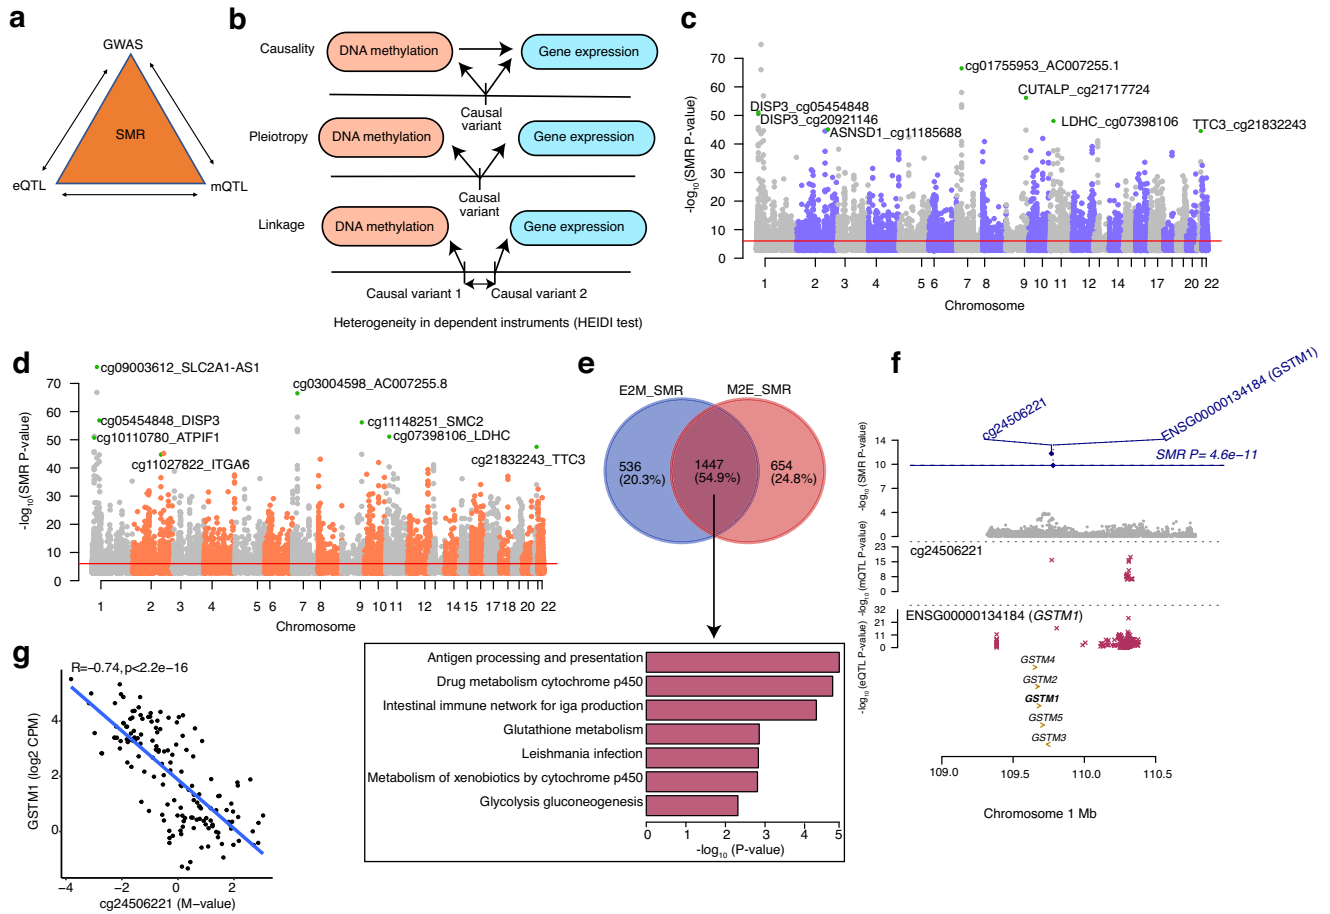 a
GWAS
SMR
eQTL
mQTL
b
Causality
DNA methylation
Gene expression
Causal
variant
Pleiotropy
DNA methylation
Gene expression
Causal
variant
Linkage
DNA methylation
Gene expression
Causal variant 1
Causal variant 2
Heterogeneity in dependent instruments (HEIDI test)
c
-log10(SMR P-value)
70
60
50
40
30
20
10
0
cg01755953_AC007255.1
CUTALP_cg21717724
DISP3_cg05454848
DISP3_cg20921146
ASNSD1_cg11185688
LDHC_cg07398106
TTC3_cg21832243
1 2 3 4 5 6 7 8 9 10 11 12 14 15 17 20 22
Chromosome
d
-log10(SMR P-value)
70
60
50
40
30
20
10
0
cg09003612_SLC2A1-AS1
cg03004598_AC007255.8
cg05454848_DISP3
cg10110780_ATPIF1
cg11148251_SMC2
cg07398106_LDHC
cg11027822_ITGA6
cg21832243_TTC3
1 2 3 4 5 6 7 8 9 10 11 12 14 15 17 18 20 22
Chromosome
e
E2M_SMR
M2E_SMR
536
(20.3%)
1447
(54.9%)
654
(24.8%)
Antigen processing and presentation
Drug metabolism cytochrome p450
Intestinal immune network for iga production
Glutathione metabolism
Leishmania infection
Metabolism of xenobiotics by cytochrome p450
Glycolysis gluconeogenesis
0 1 2 3 4 5
-log10 (P-value)
f
cg24506221
ENSG00000134184 (GSTM1)
SMR P= 4.6e−11
-log10(SMR P-value)
14
10
7
4
0
cg24506221
-log10(mQTL P-value)
23
15
8
0
ENSG00000134184 (GSTM1)
-log10(eQTL P-value)
32
21
11
0
GSTM4
GSTM2
GSTM1
GSTM5
GSTM3
109.0 109.5 110.0 110.5
Chromosome 1 Mb
g
R=−0.74, p<2.2e−16
GSTM1 (log2 CPM)
4
2
0
−4 −2 0 2
cg24506221 (M−value)